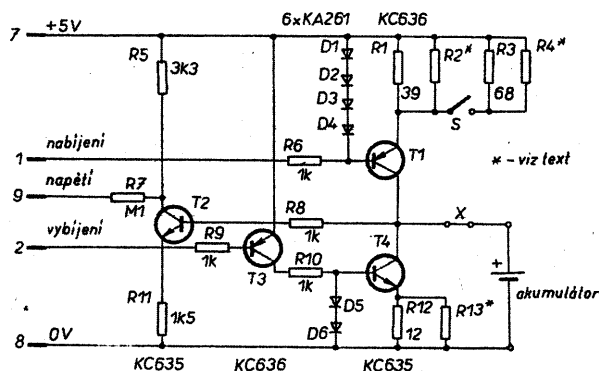 6xKA261 KC636
7 +5V
R5
3K3
D1
D2
D3
D4
R1
39
R2*
R3
68
R4*
S
1 nabíjení
R6
1k
T1
* - viz text
9 napětí
R7
M1
T2
R8
1k
X
2 vybíjení
R9
1k
T3
R10
1k
T4
+
akumulátor
R11
1k5
D5
D6
R12
12
R13*
8 0V
KC635 KC636 KC635